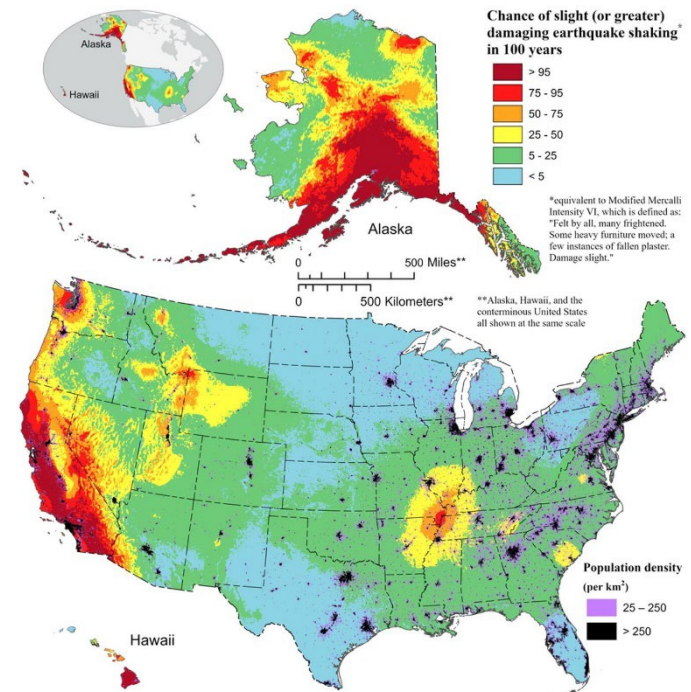 Alaska
Hawaii
Chance of slight (or greater)
damaging earthquake shaking*
in 100 years
> 95
75 - 95
50 - 75
25 - 50
5 - 25
< 5
*equivalent to Modified Mercalli
Intensity VI, which is defined as:
"Felt by all, many frightened.
Some heavy furniture moved; a
few instances of fallen plaster.
Damage slight."
Alaska
0 500 Miles**
0 500 Kilometers**
**Alaska, Hawaii, and the
conterminous United States
all shown at the same scale
Hawaii
Population density
(per km²)
25 – 250
> 250